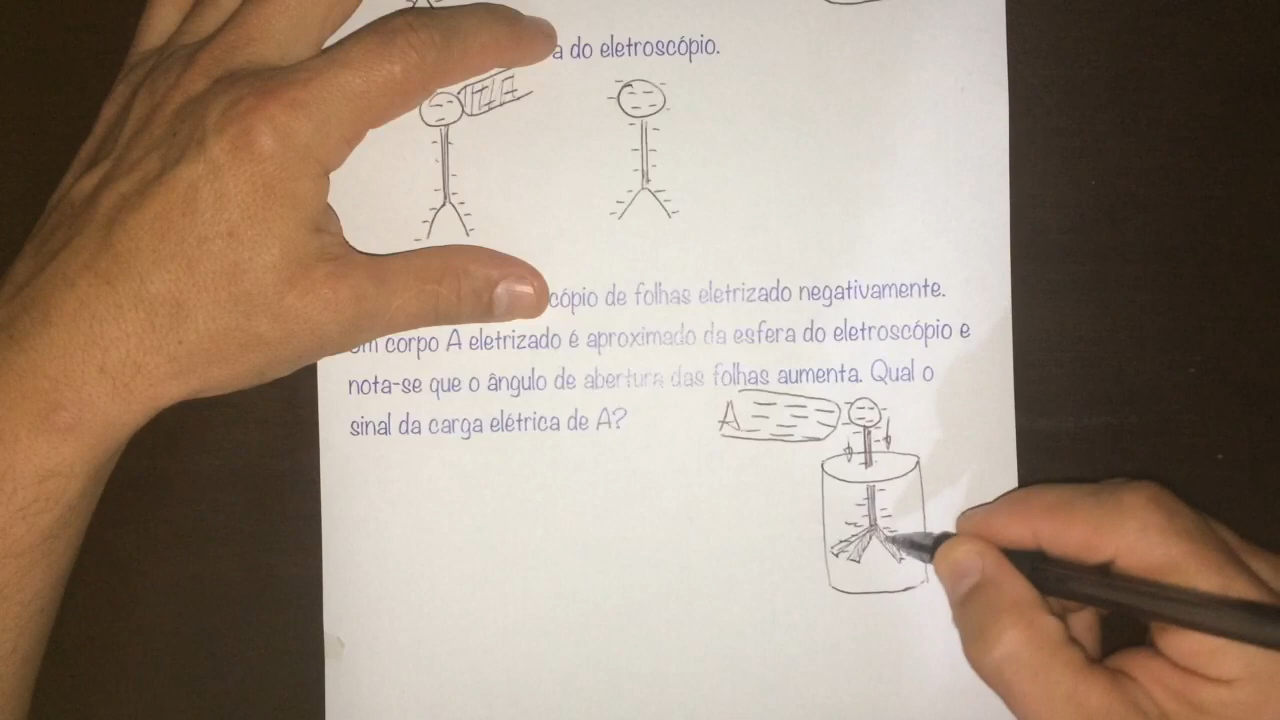 a do eletroscópio.
cópio de folhas eletrizado negativamente.
um corpo A eletrizado é aproximado da esfera do eletroscópio e
nota-se que o ângulo de abertura das folhas aumenta. Qual o
sinal da carga elétrica de A?
A